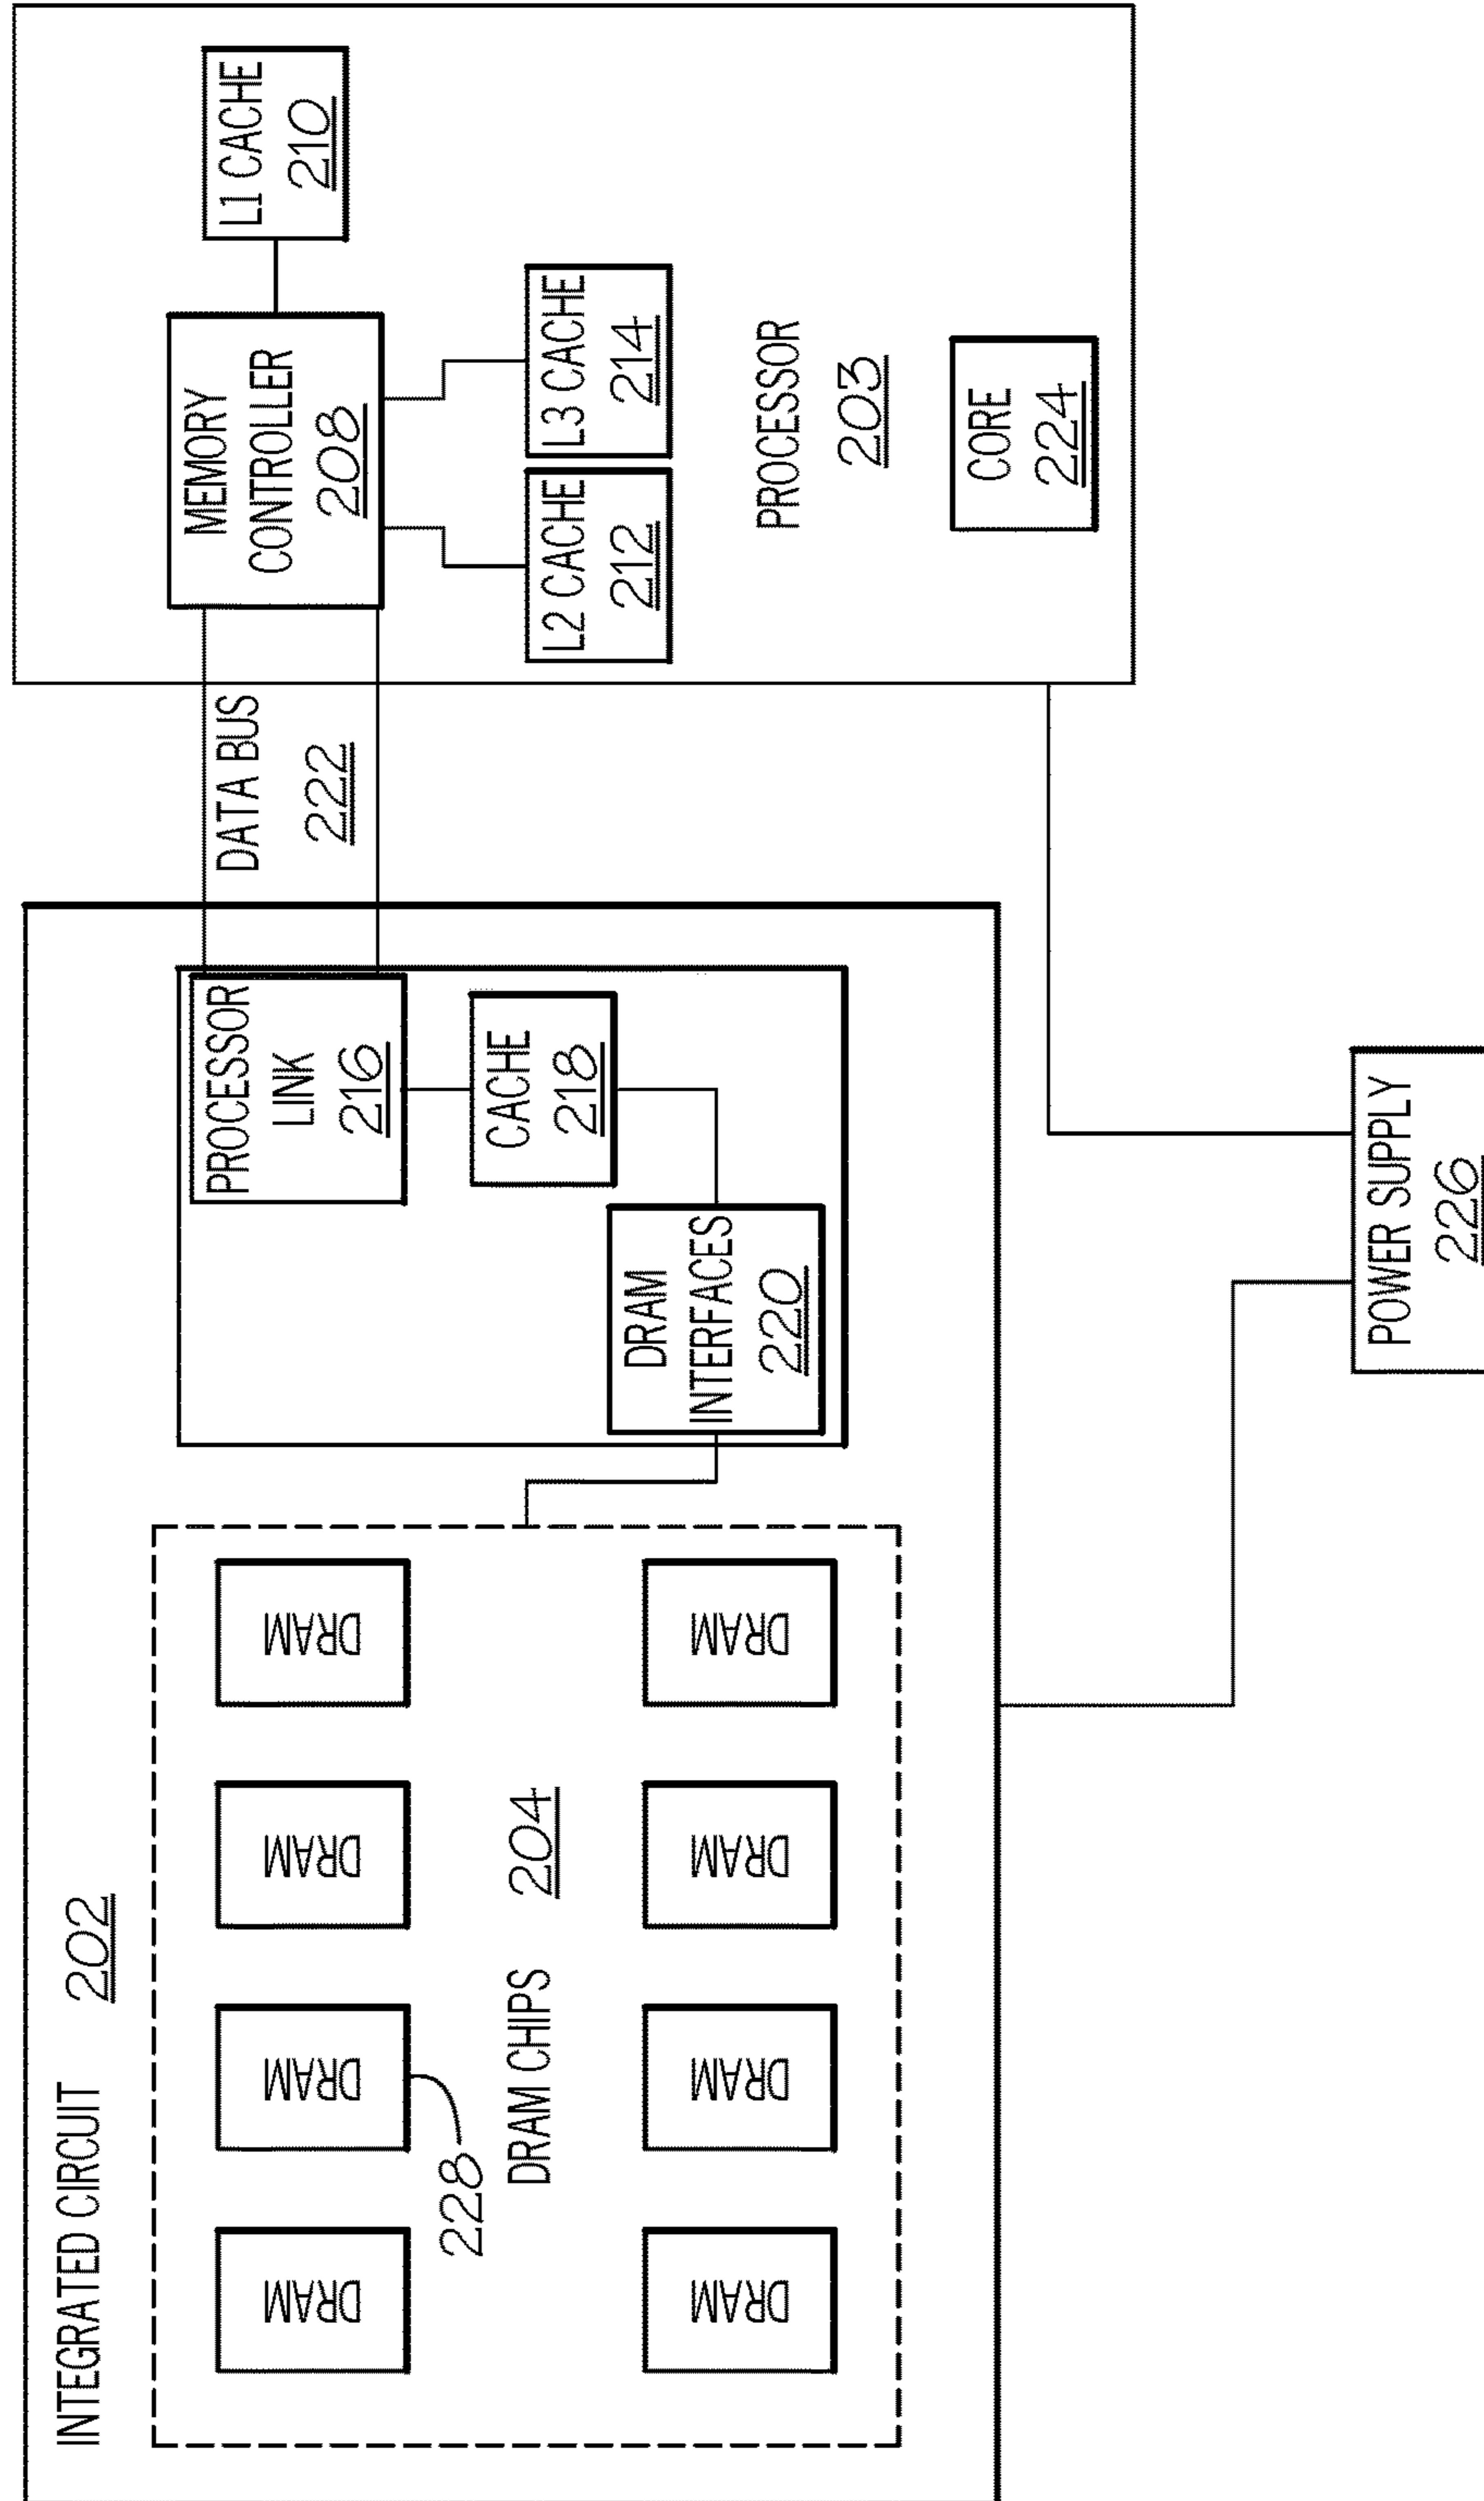 INTEGRATED CIRCUIT 202
DRAM
DRAM
DRAM
DRAM
228
DRAM CHIPS 204
DRAM
DRAM
DRAM
DRAM
PROCESSOR
LINK
216
CACHE
218
DRAM
INTERFACES
220
DATA BUS
222
MEMORY
CONTROLLER
208
L1 CACHE
210
L2 CACHE
212
L3 CACHE
214
PROCESSOR
203
CORE
224
POWER SUPPLY
226